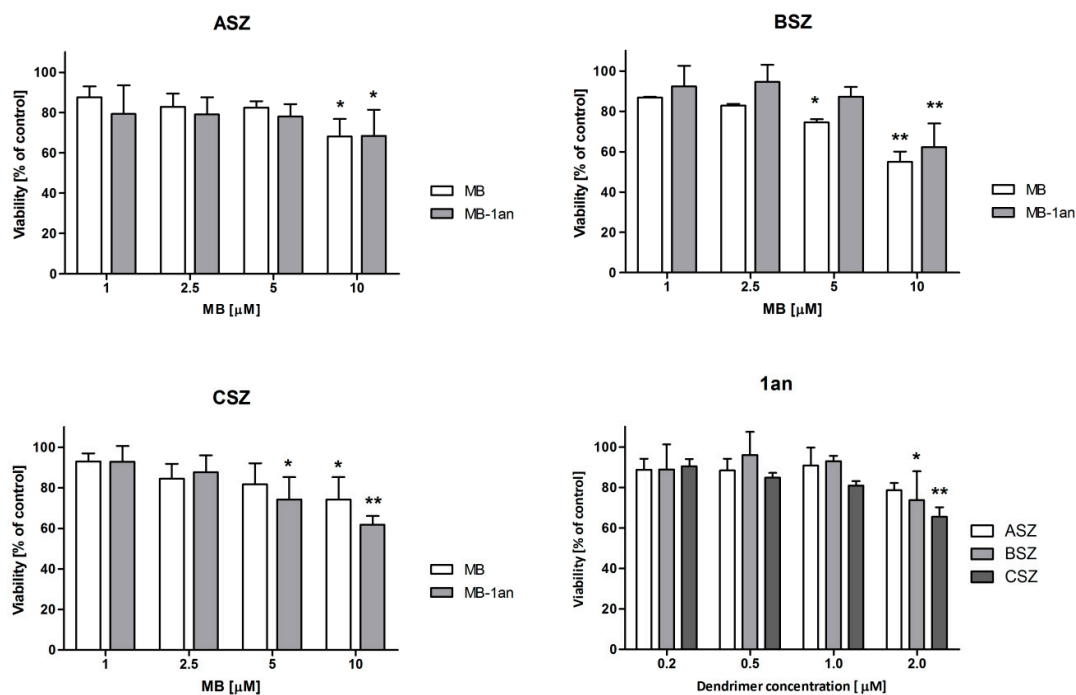 ASZ
Viability [% of control]
100
80
60
40
20
0
* *
1 2.5 5 10
MB [μM]
MB
MB-1an
BSZ
Viability [% of control]
100
80
60
40
20
0
* ** **
1 2.5 5 10
MB [μM]
MB
MB-1an
CSZ
Viability [% of control]
100
80
60
40
20
0
* * **
1 2.5 5 10
MB [μM]
MB
MB-1an
1an
Viability [% of control]
100
80
60
40
20
0
* **
0.2 0.5 1.0 2.0
Dendrimer concentration [ μM]
ASZ
BSZ
CSZ